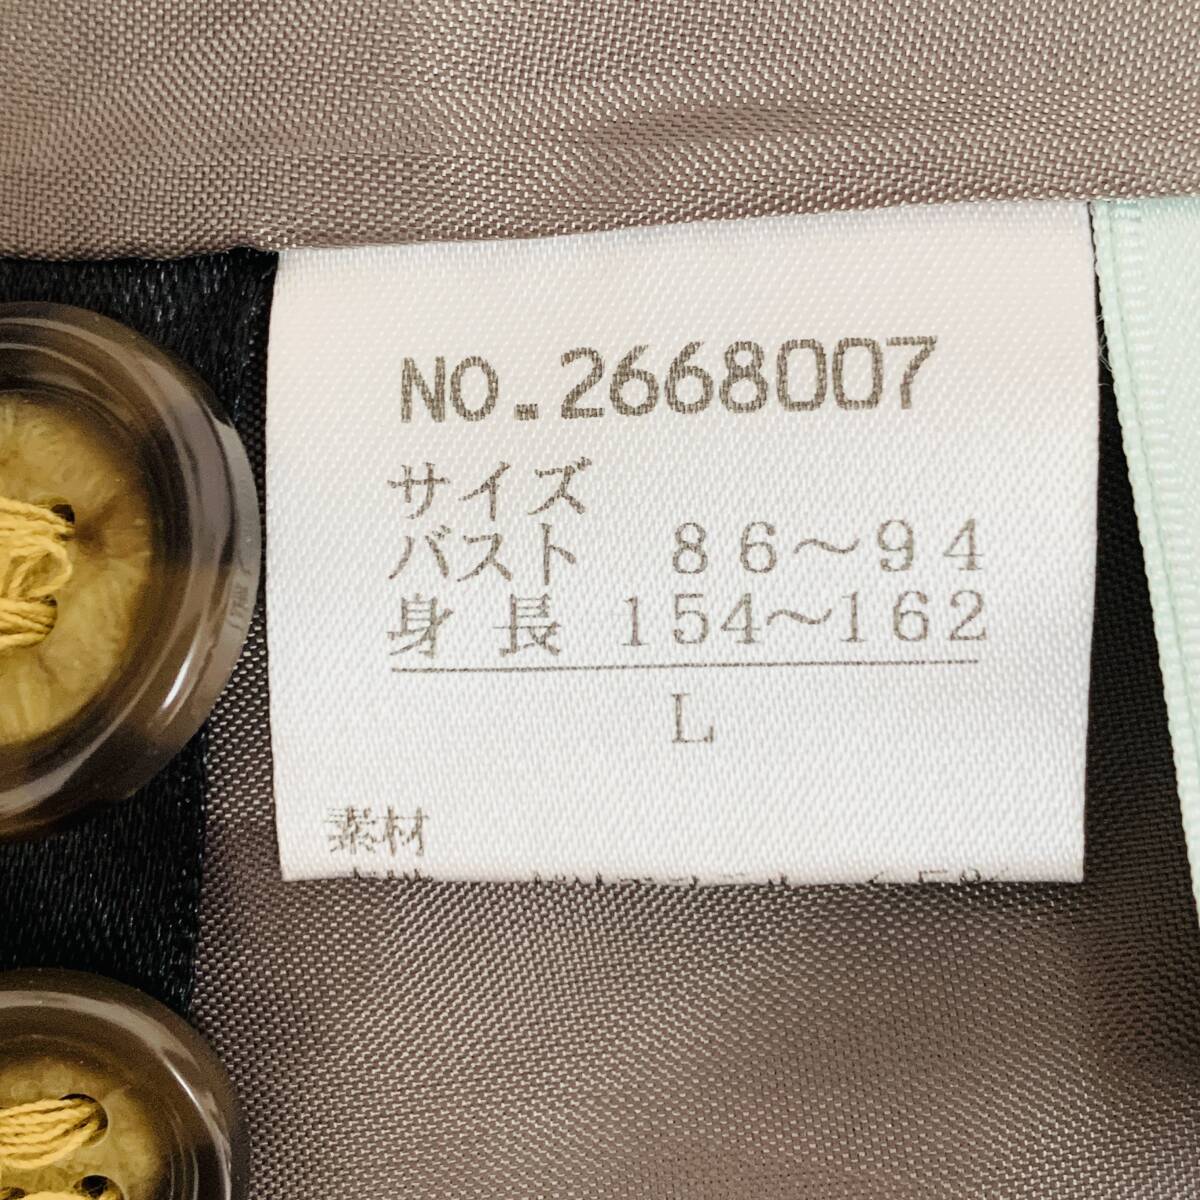 NO.2668007
サイズ
バスト 86～94
身長 154～162
L
素材